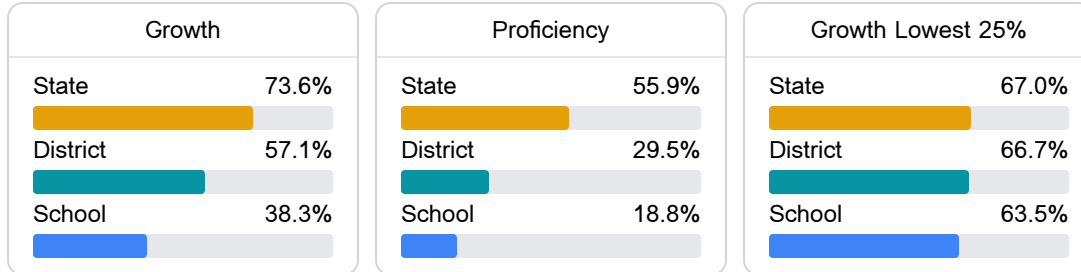 Growth
State 73.6%
District 57.1%
School 38.3%
Proficiency
State 55.9%
District 29.5%
School 18.8%
Growth Lowest 25%
State 67.0%
District 66.7%
School 63.5%